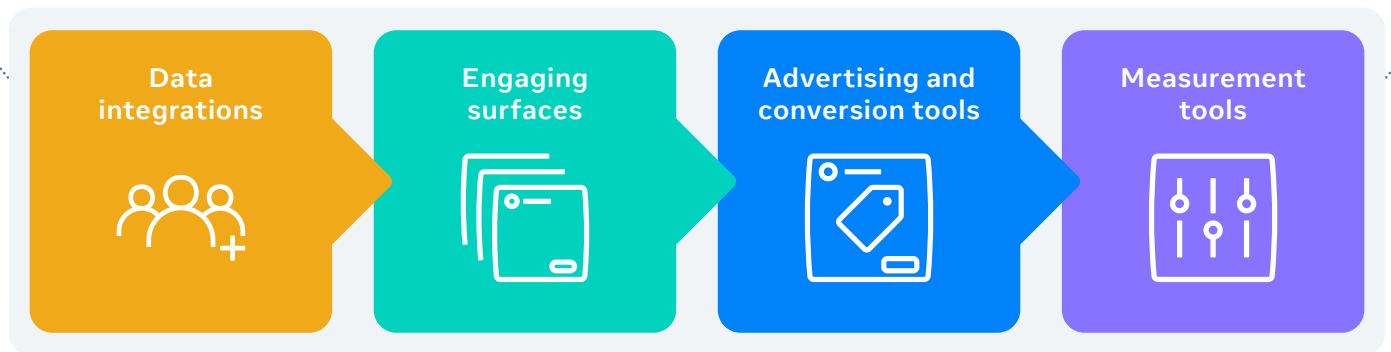 Data
integrations
Engaging
surfaces
Advertising and
conversion tools
Measurement
tools